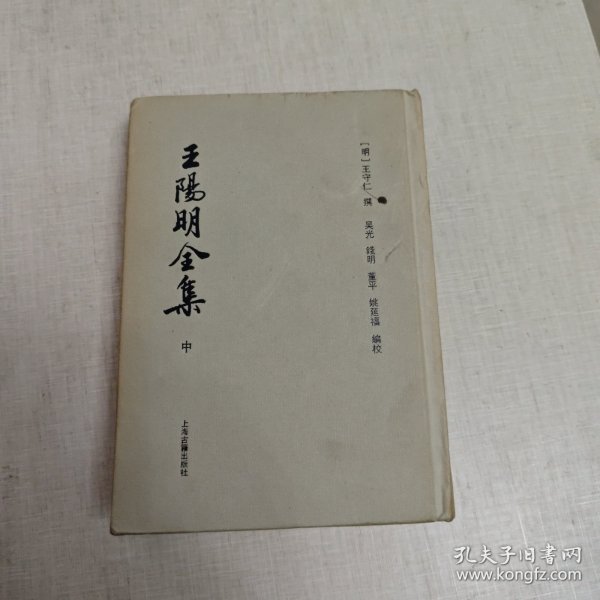 [明]王守仁 撰 吴光 錢明 董平 姚延福 編校
王陽明全集
中
上海古籍出版社
孔夫子旧书网
www.kongfz.com